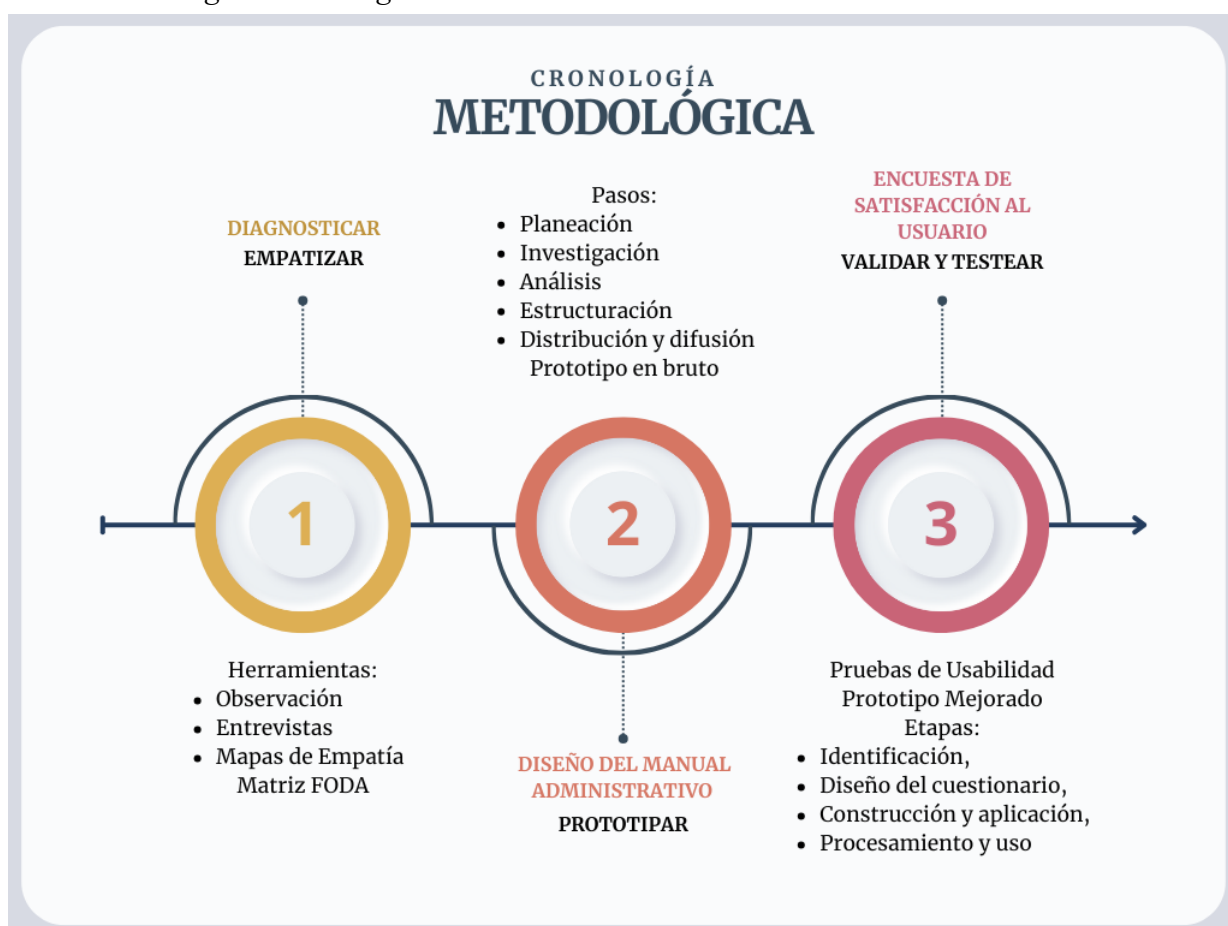 CRONOLOGÍA
METODOLÓGICA
DIAGNOSTICAR
EMPATIZAR
1
Herramientas:
• Observación
• Entrevistas
• Mapas de Empatía
Matriz FODA
Pasos:
• Planeación
• Investigación
• Análisis
• Estructuración
• Distribución y difusión
Prototipo en bruto
2
DISEÑO DEL MANUAL
ADMINISTRATIVO
PROTOTIPAR
ENCUESTA DE
SATISFACCIÓN AL
USUARIO
VALIDAR Y TESTEAR
3
Pruebas de Usabilidad
Prototipo Mejorado
Etapas:
• Identificación,
• Diseño del cuestionario,
• Construcción y aplicación,
• Procesamiento y uso